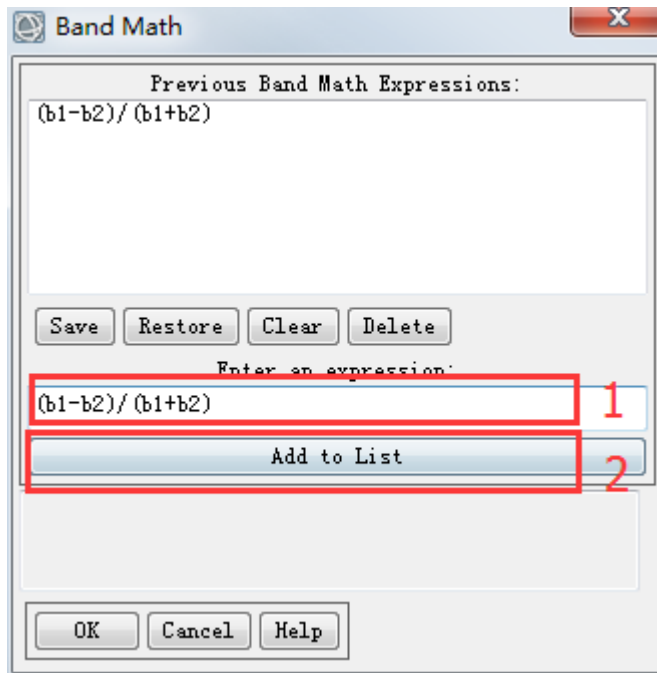 Band Math
Previous Band Math Expressions:
(b1-b2)/(b1+b2)
Save Restore Clear Delete
Enter an expression:
(b1-b2)/(b1+b2)
1
Add to List
2
OK Cancel Help